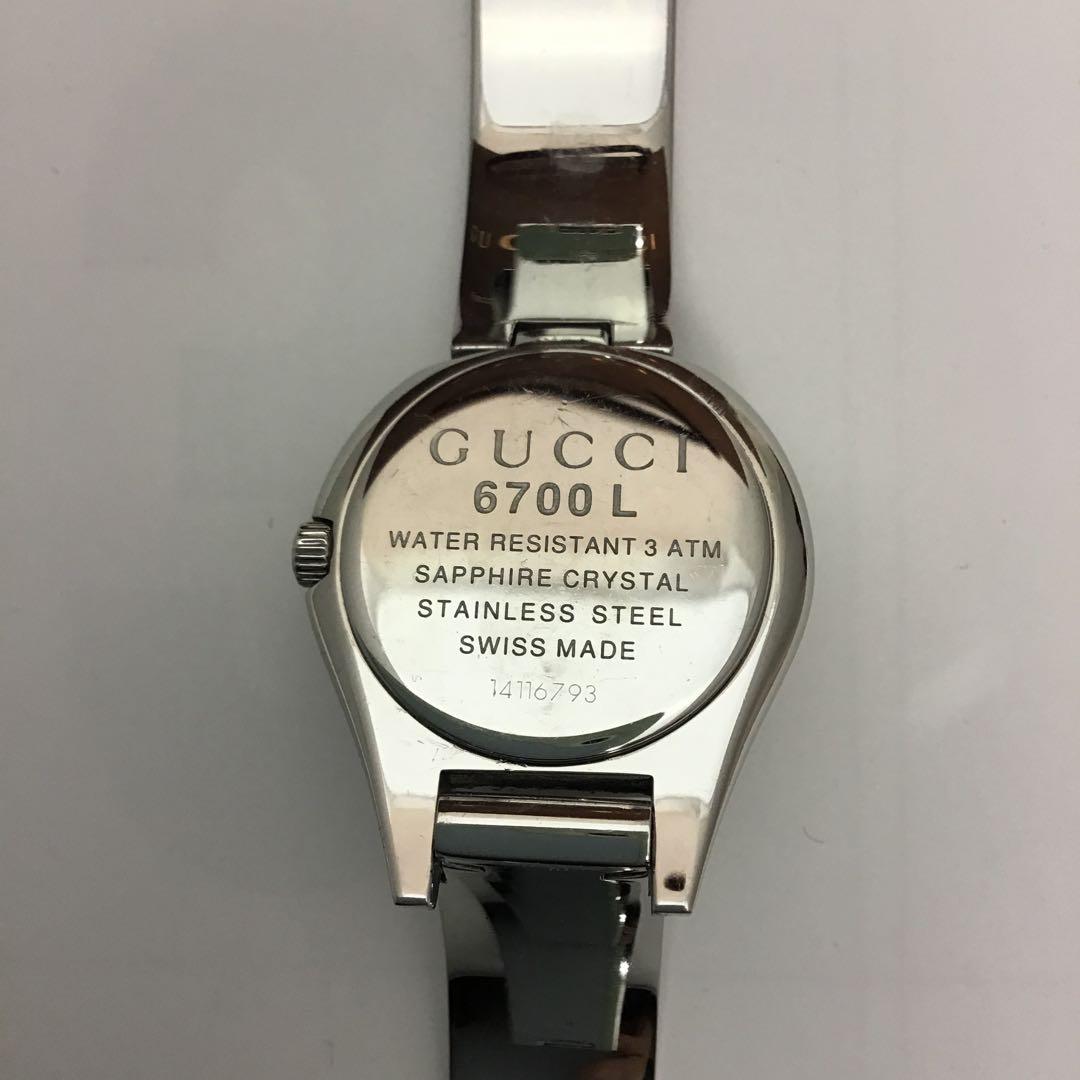 GUCCI
6700 L
WATER RESISTANT 3 ATM
SAPPHIRE CRYSTAL
STAINLESS STEEL
SWISS MADE
14116793